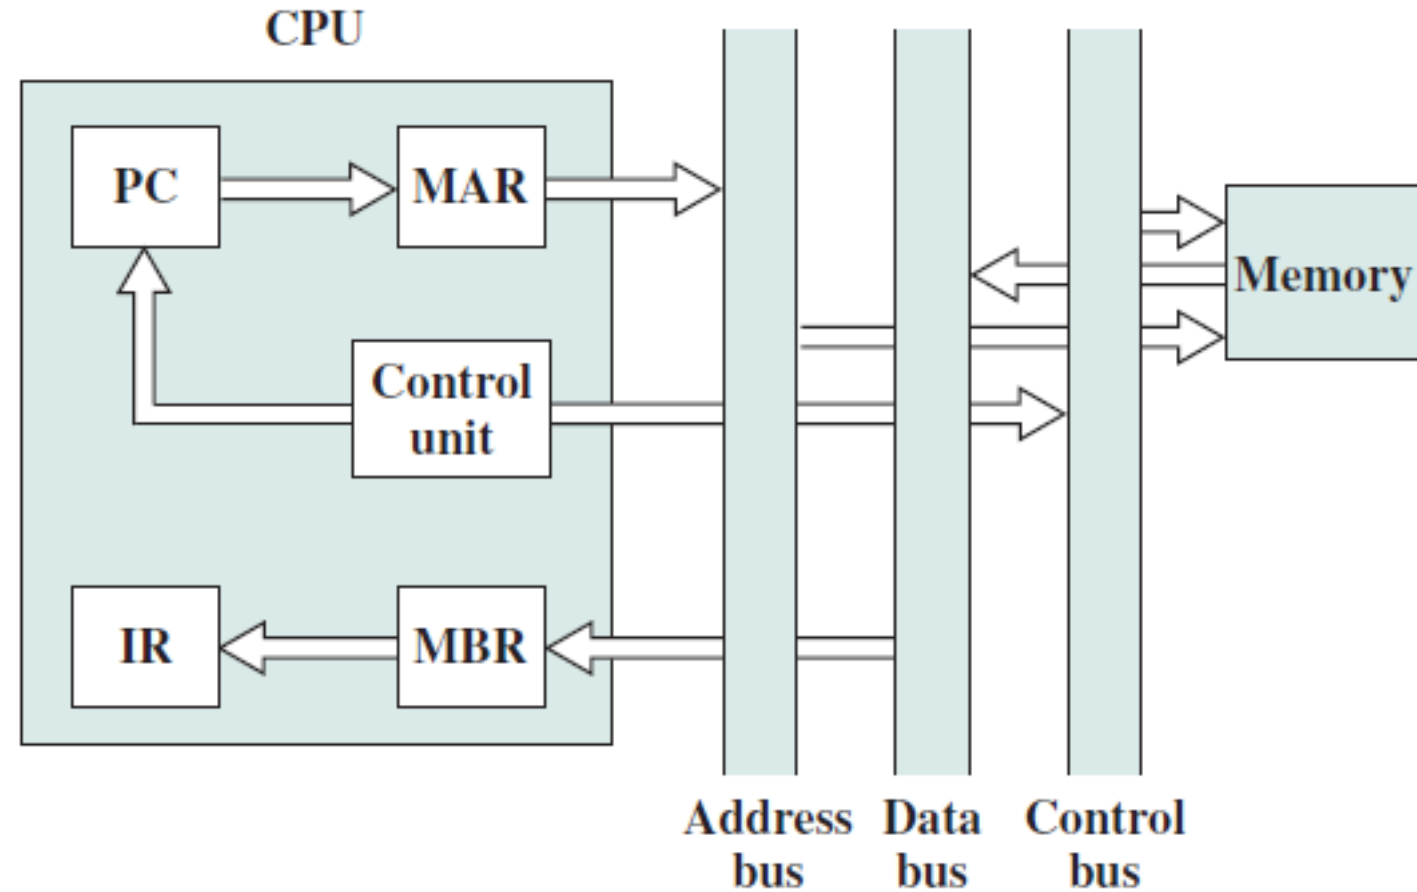 CPU
PC
MAR
Memory
Control
unit
IR
MBR
Address
bus
Data
bus
Control
bus